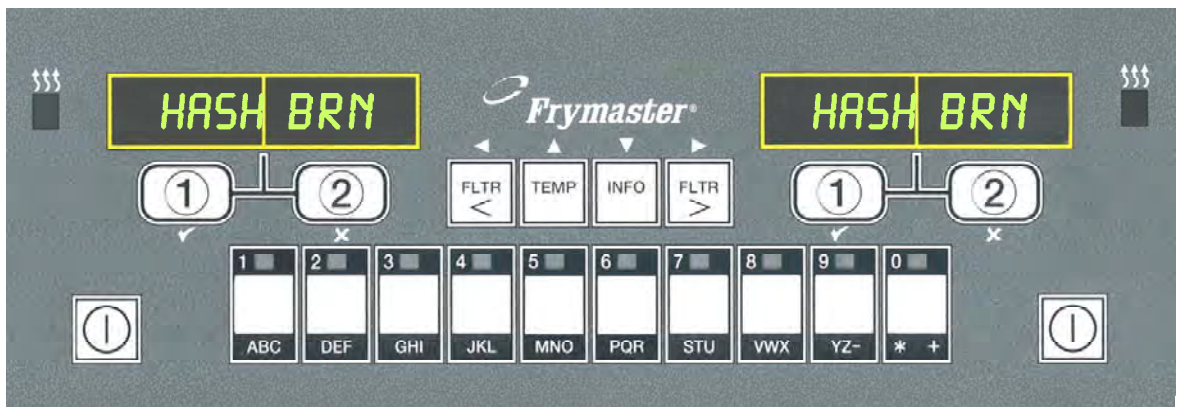 HASH BRN
Frymaster®
HASH BRN
1
2
FLTR <
TEMP
INFO
FLTR >
1
2
1 2 3 4 5 6 7 8 9 0
ABC DEF GHI JKL MNO PQR STU VWX YZ- * +